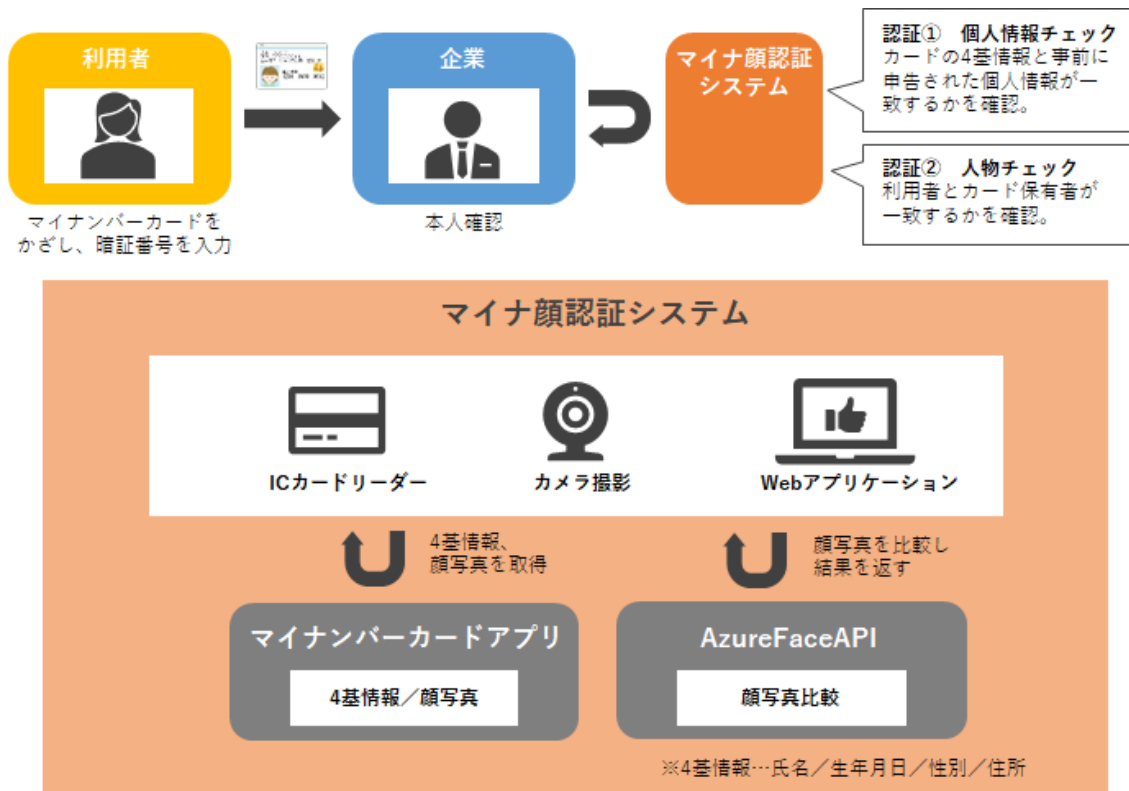 利用者
企業
マイナ顔認証
システム
認証①　個人情報チェック
カードの4基情報と事前に
申告された個人情報が一
致するかを確認。
認証②　人物チェック
利用者とカード保有者が
一致するかを確認。
マイナンバーカードを
かざし、暗証番号を入力
本人確認
マイナ顔認証システム
ICカードリーダー
カメラ撮影
Webアプリケーション
4基情報、
顔写真を取得
顔写真を比較し
結果を返す
マイナンバーカードアプリ
4基情報／顔写真
AzureFaceAPI
顔写真比較
※4基情報…氏名／生年月日／性別／住所